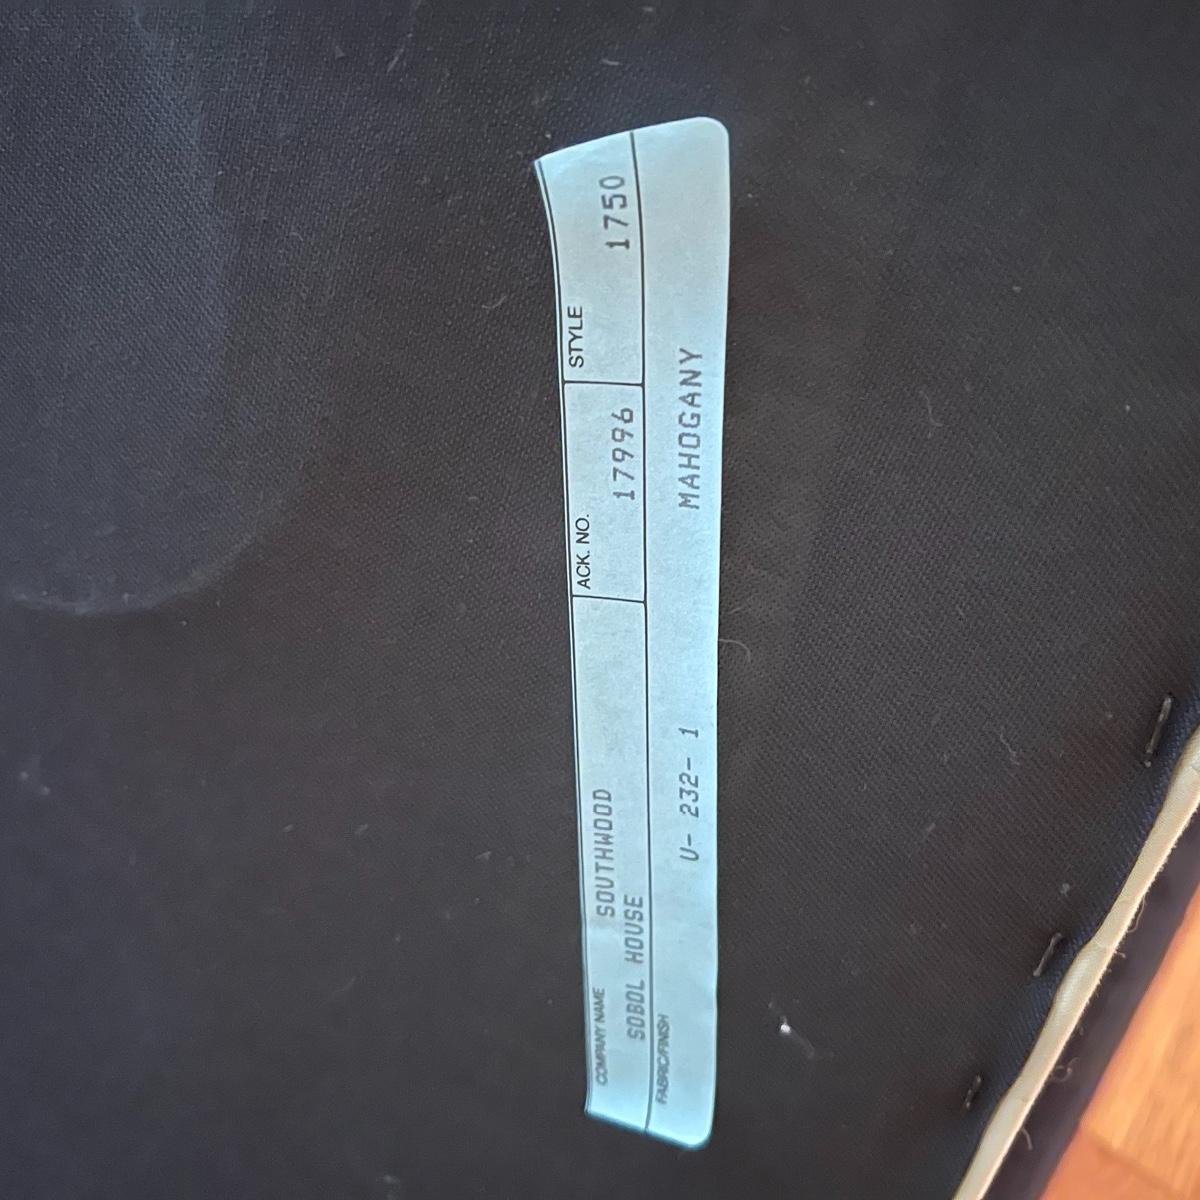 COMPANY NAME SOUTHWOOD
SOBOL HOUSE
ACK. NO.
17996
STYLE
1750
FABRIC/FINISH
U- 232- 1 MAHOGANY